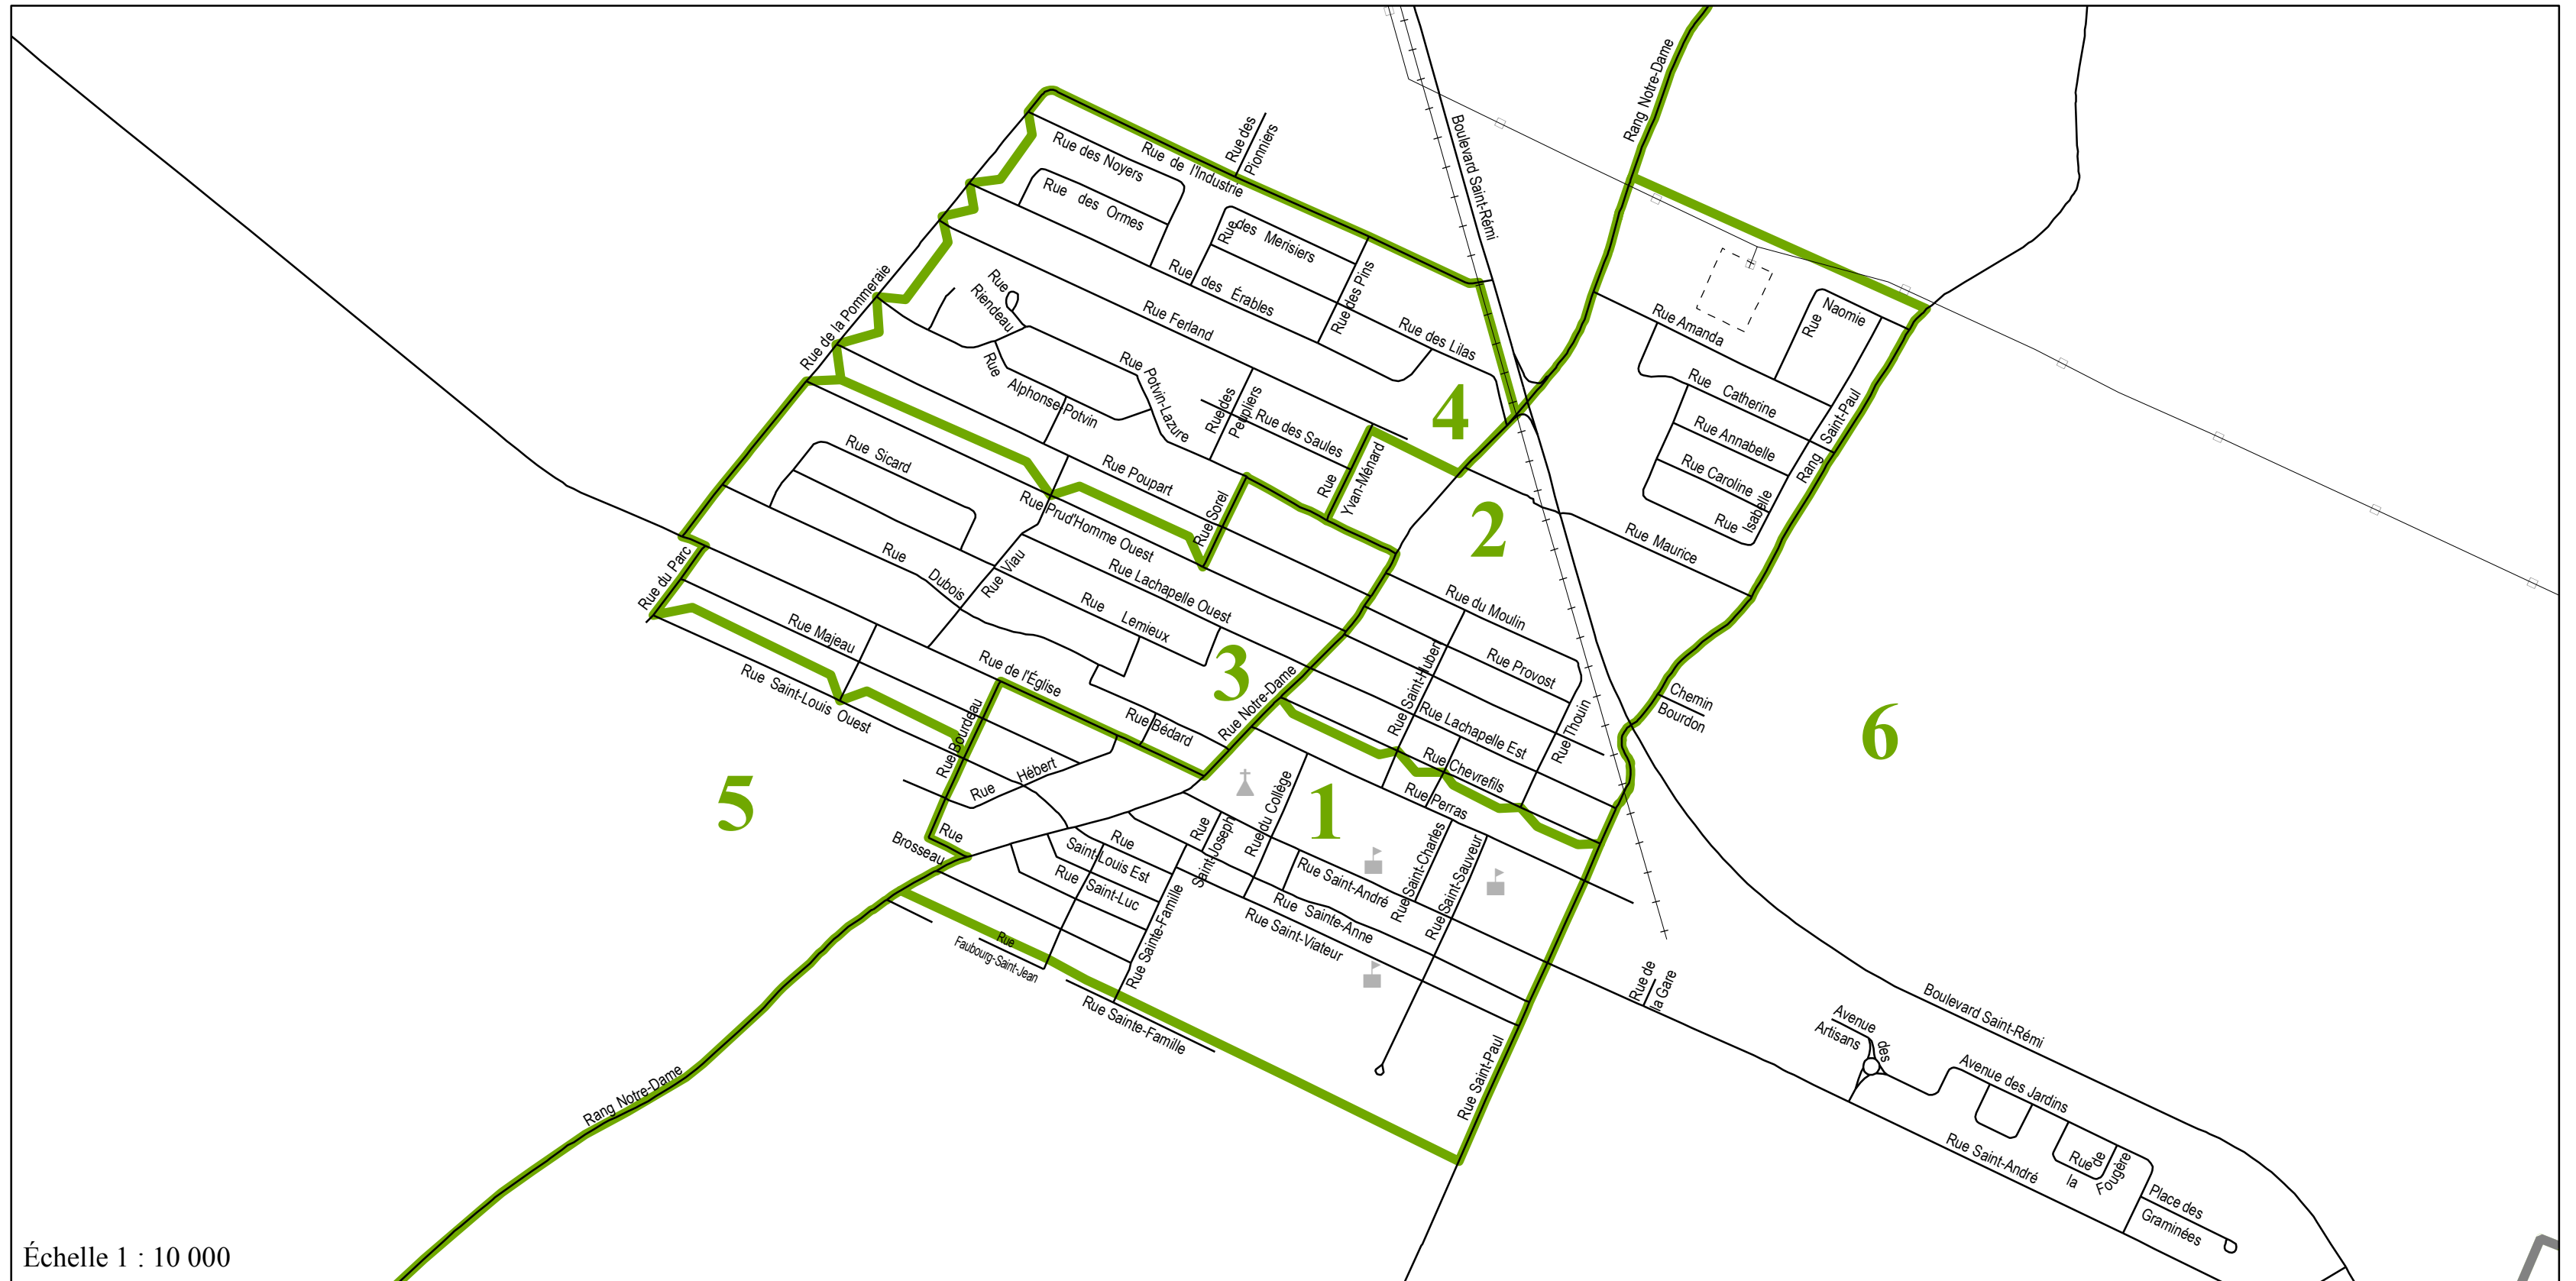 Rang Notre-Dame
Boulevard Saint-Rémi
Rue des
Pionniers
Rue de l'Industrie
Rue des Noyers
Rue des Ormes
Rue
des Merisiers
Rue des Pins
Rue des Érables
Rue des Lilas
Rue Ferland
Rue
Riendeau
Rue de la Pommeraie
Rue
Alphonse-Potvin
Rue Potvin-Lazure
Rue des
Peupliers
Rue des Saules
4
Rue
Yvan-Ménard
Rue Amanda
Rue
Naomie
Rue Catherine
Rue Annabelle
Rue Caroline
Rue
Isabelle
Rang Saint-Paul
2
Rue Maurice
Rue Sicard
Rue Poupart
Rue Sorel
Rue Prud'Homme Ouest
Rue Lachapelle Ouest
Rue Viau
Rue Dubois
Rue Lemieux
Rue du Parc
Rue Majeau
Rue Saint-Louis Ouest
Rue de l'Église
3
Rue Notre-Dame
Rue Bédard
Rue Bourdeau
Rue Hébert
Rue du Moulin
Rue Provost
Rue Saint-Hubert
Rue Lachapelle Est
Rue Thouin
Rue Chevrefils
Rue Perras
Chemin
Bourdon
6
5
1
Rue
Brosseau
Rue
Saint-Louis Est
Rue Saint-Luc
Rue
Saint-Joseph
Rue du Collège
Rue Saint-André
Rue Saint-Charles
Rue Saint-Sauveur
Rue Sainte-Anne
Rue Saint-Viateur
Rue Sainte-Famille
Rue
Faubourg-Saint-Jean
Rue Sainte-Famille
Rue Saint-Paul
Rang Notre-Dame
Rue de
la Gare
Boulevard Saint-Rémi
Avenue
des
Artisans
Avenue des Jardins
Rue Saint-André
Rue de
la Fougère
Place des
Graminées
Échelle 1 : 10 000